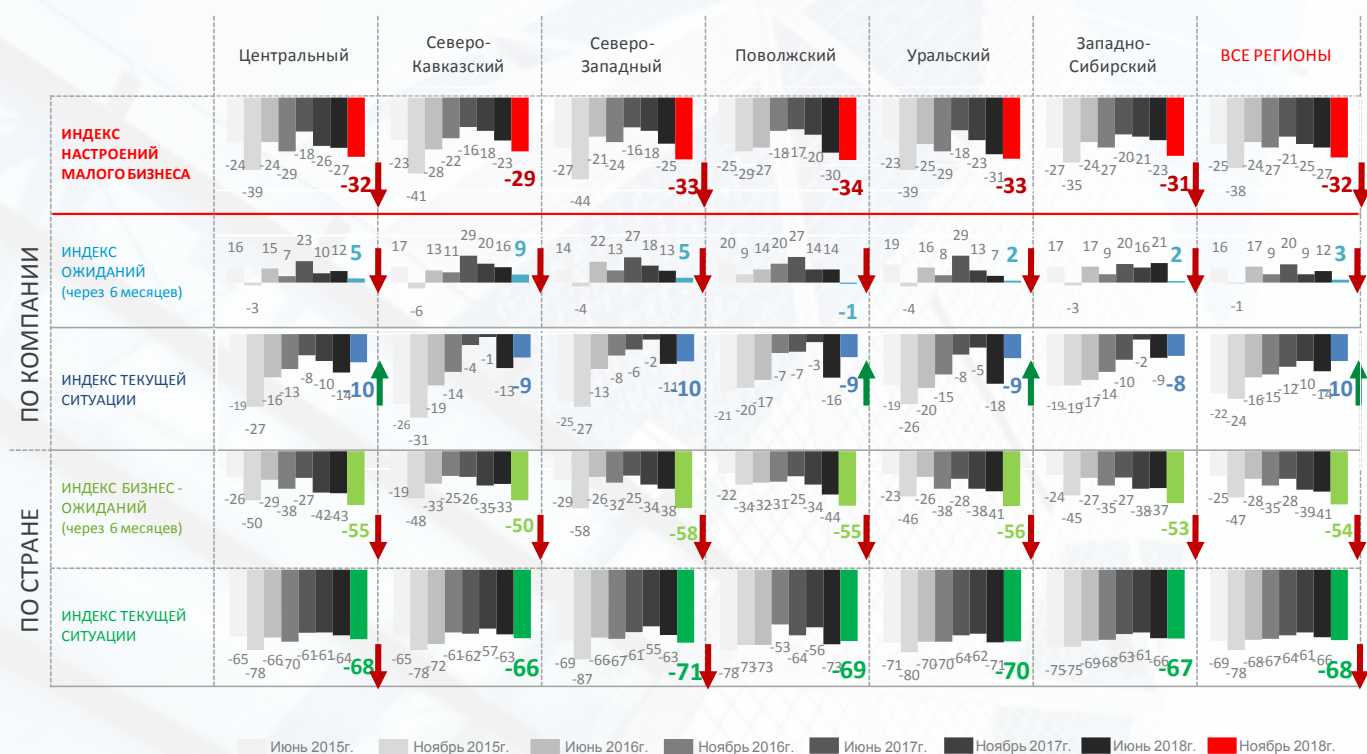 Центральный
Северо-
Кавказский
Северо-
Западный
Поволжский
Уральский
Западно-
Сибирский
ВСЕ РЕГИОНЫ
ПО КОМПАНИИ
ИНДЕКС
НАСТРОЕНИЙ
МАЛОГО БИЗНЕСА
-24 -39 -24 -29 -18 -26 -27 -32
-23 -41 -28 -22 -16 -18 -23 -29
-27 -44 -21 -24 -16 -18 -25 -33
-25 -29 -27 -18 -17 -20 -30 -34
-23 -39 -25 -29 -18 -23 -31 -33
-27 -35 -24 -27 -20 -21 -23 -31
-25 -38 -24 -27 -21 -25 -27 -32
ИНДЕКС
ОЖИДАНИЙ
(через 6 месяцев)
16 -3 15 7 23 10 12 5
17 -6 13 11 29 20 16 9
14 -4 22 13 27 18 13 5
20 9 14 20 27 14 14 -1
19 -4 16 8 29 13 7 2
17 -3 17 9 20 16 21 2
16 -1 17 9 20 9 12 3
ИНДЕКС ТЕКУЩЕЙ
СИТУАЦИИ
-19 -27 -16 -13 -8 -10 -14 -10
-26 -31 -19 -14 -4 -1 -13 -9
-25 -27 -13 -8 -6 -2 -11 -10
-21 -20 -17 -7 -7 -3 -16 -9
-19 -26 -20 -15 -8 -5 -18 -9
-19 -19 -17 -14 -10 -2 -9 -8
-22 -24 -16 -15 -12 -10 -14 -10
ПО СТРАНЕ
ИНДЕКС БИЗНЕС -
ОЖИДАНИЙ
(через 6 месяцев)
-26 -50 -29 -38 -27 -42 -43 -55
-19 -48 -33 -25 -26 -35 -33 -50
-29 -58 -26 -32 -25 -34 -38 -58
-22 -34 -32 -31 -25 -34 -44 -55
-23 -46 -26 -38 -28 -38 -41 -56
-24 -45 -27 -35 -27 -38 -37 -53
-25 -47 -28 -35 -28 -39 -41 -54
ИНДЕКС ТЕКУЩЕЙ
СИТУАЦИИ
-65 -78 -66 -70 -61 -61 -64 -68
-65 -78 -72 -61 -62 -57 -63 -66
-69 -87 -66 -67 -61 -55 -63 -71
-78 -73 -73 -53 -64 -56 -73 -69
-71 -80 -70 -70 -64 -62 -71 -70
-75 -75 -69 -68 -63 -61 -66 -67
-69 -78 -68 -67 -64 -61 -66 -68
Июнь 2015г. Ноябрь 2015г. Июнь 2016г. Ноябрь 2016г. Июнь 2017г. Ноябрь 2017г. Июнь 2018г. Ноябрь 2018г.